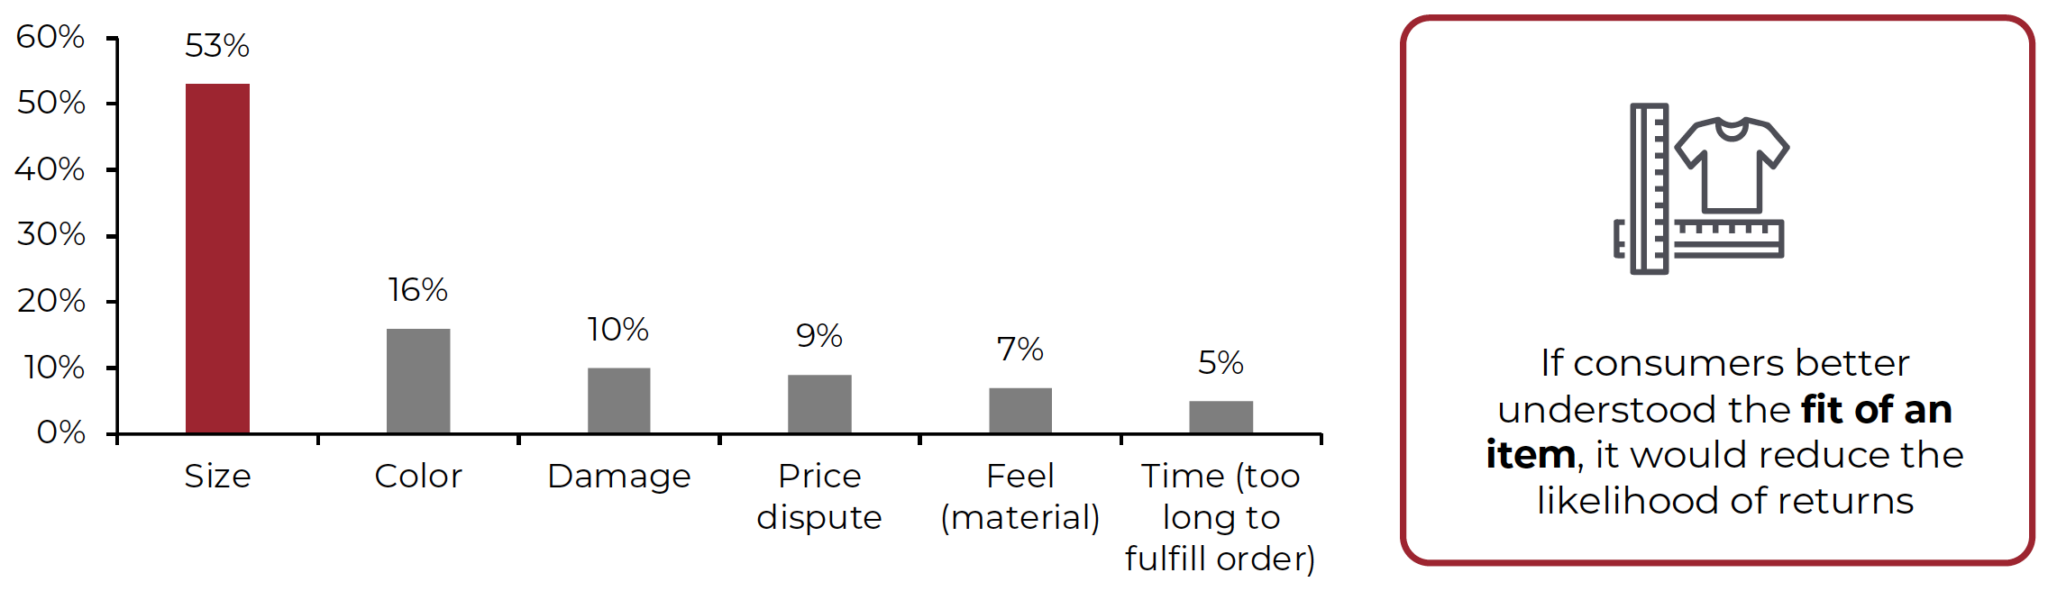 60%
50%
40%
30%
20%
10%
0%
53%
16%
10%
9%
7%
5%
Size
Color
Damage
Price
dispute
Feel
(material)
Time (too
long to
fulfill order)
If consumers better
understood the fit of an
item, it would reduce the
likelihood of returns